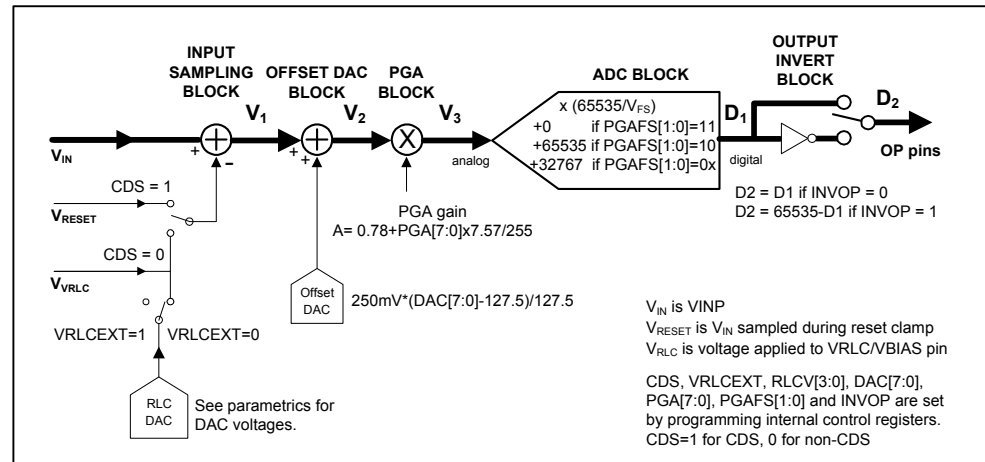 INPUT
SAMPLING
BLOCK
OFFSET DAC
BLOCK
PGA
BLOCK
ADC BLOCK
OUTPUT
INVERT
BLOCK
V1
V2
V3
x (65535/VFS)
+0 if PGAFS[1:0]=11
+65535 if PGAFS[1:0]=10
+32767 if PGAFS[1:0]=0x
D1
D2
VIN
+
+
-
+
+
X
analog
digital
OP pins
CDS = 1
VRESET
CDS = 0
VVRLC
VRLCEXT=1
VRLCEXT=0
RLC
DAC
See parametrics for
DAC voltages.
PGA gain
A= 0.78+PGA[7:0]x7.57/255
Offset
DAC
250mV*(DAC[7:0]-127.5)/127.5
D2 = D1 if INVOP = 0
D2 = 65535-D1 if INVOP = 1
VIN is VINP
VRESET is VIN sampled during reset clamp
VRLC is voltage applied to VRLC/VBIAS pin
CDS, VRLCEXT, RLCV[3:0], DAC[7:0],
PGA[7:0], PGAFS[1:0] and INVOP are set
by programming internal control registers.
CDS=1 for CDS, 0 for non-CDS